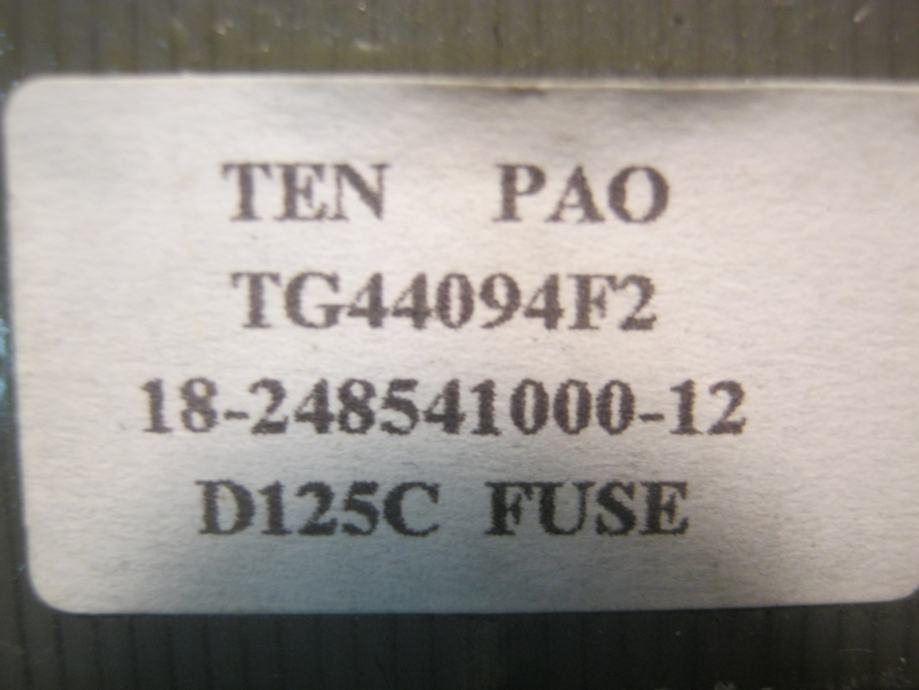 TEN PAO
TG44094F2
18-248541000-12
D125C FUSE